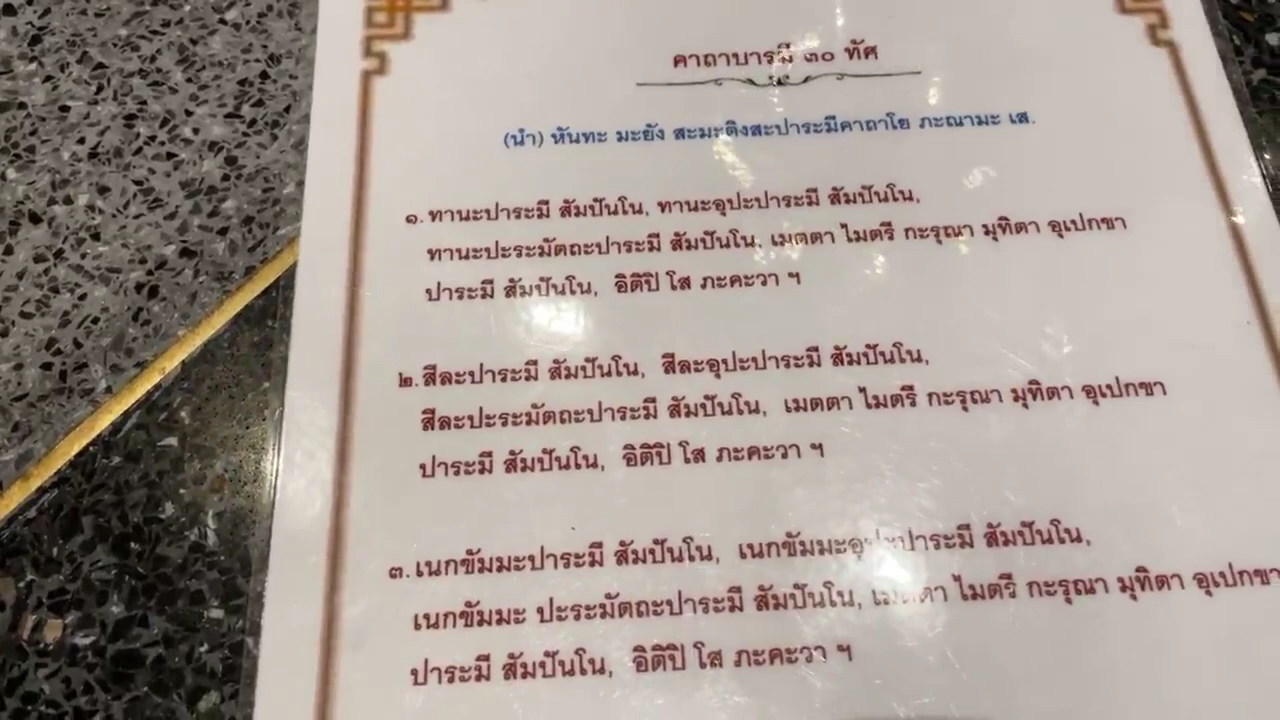 คาถาบารมี ๓๐ ทัศ
(นำ) หันทะ มะยัง สะมะติงสะปาระมีคาถาโย ภะณามะ เส.
๑. ทานะปาระมี สัมปันโน, ทานะอุปะปาระมี สัมปันโน,
ทานะปะระมัตถะปาระมี สัมปันโน, เมตตา ไมตรี กะรุณา มุทิตา อุเปกขา
ปาระมี สัมปันโน, อิติปิ โส ภะคะวา ฯ
๒. สีละปาระมี สัมปันโน, สีละอุปะปาระมี สัมปันโน,
สีละปะระมัตถะปาระมี สัมปันโน, เมตตา ไมตรี กะรุณา มุทิตา อุเปกขา
ปาระมี สัมปันโน, อิติปิ โส ภะคะวา ฯ
๓. เนกขัมมะปาระมี สัมปันโน, เนกขัมมะอุปะปาระมี สัมปันโน,
เนกขัมมะ ปะระมัตถะปาระมี สัมปันโน, เมตตา ไมตรี กะรุณา มุทิตา อุเปกขา
ปาระมี สัมปันโน, อิติปิ โส ภะคะวา ฯ